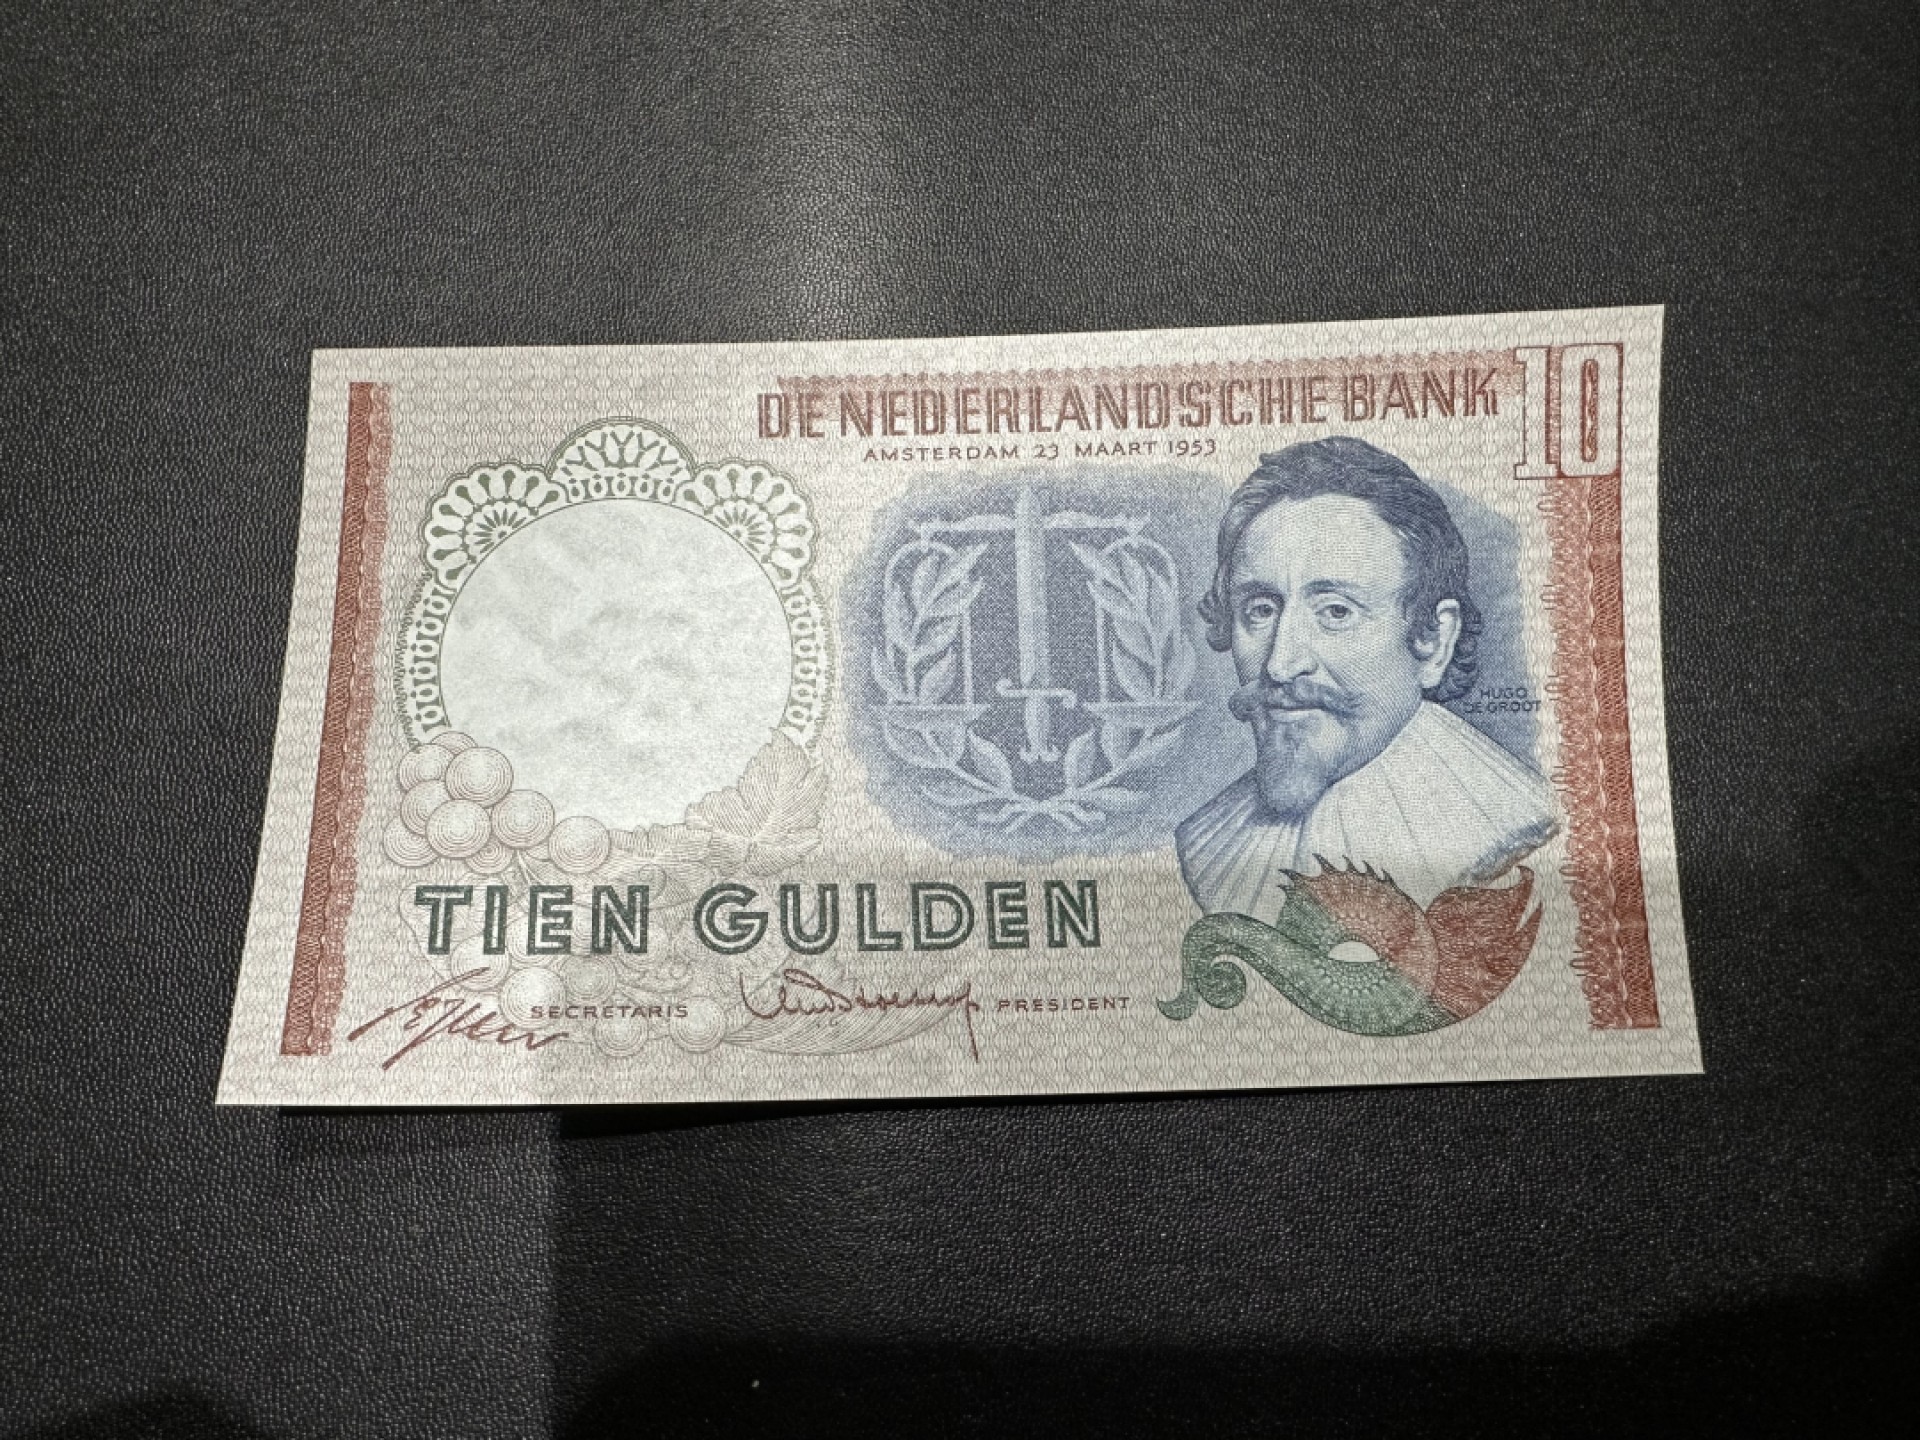 DE NEDERLANDSCHE BANK
10
AMSTERDAM 23 MAART 1953
HUGO
DE GROOT
TIEN GULDEN
SECRETARIS
PRESIDENT